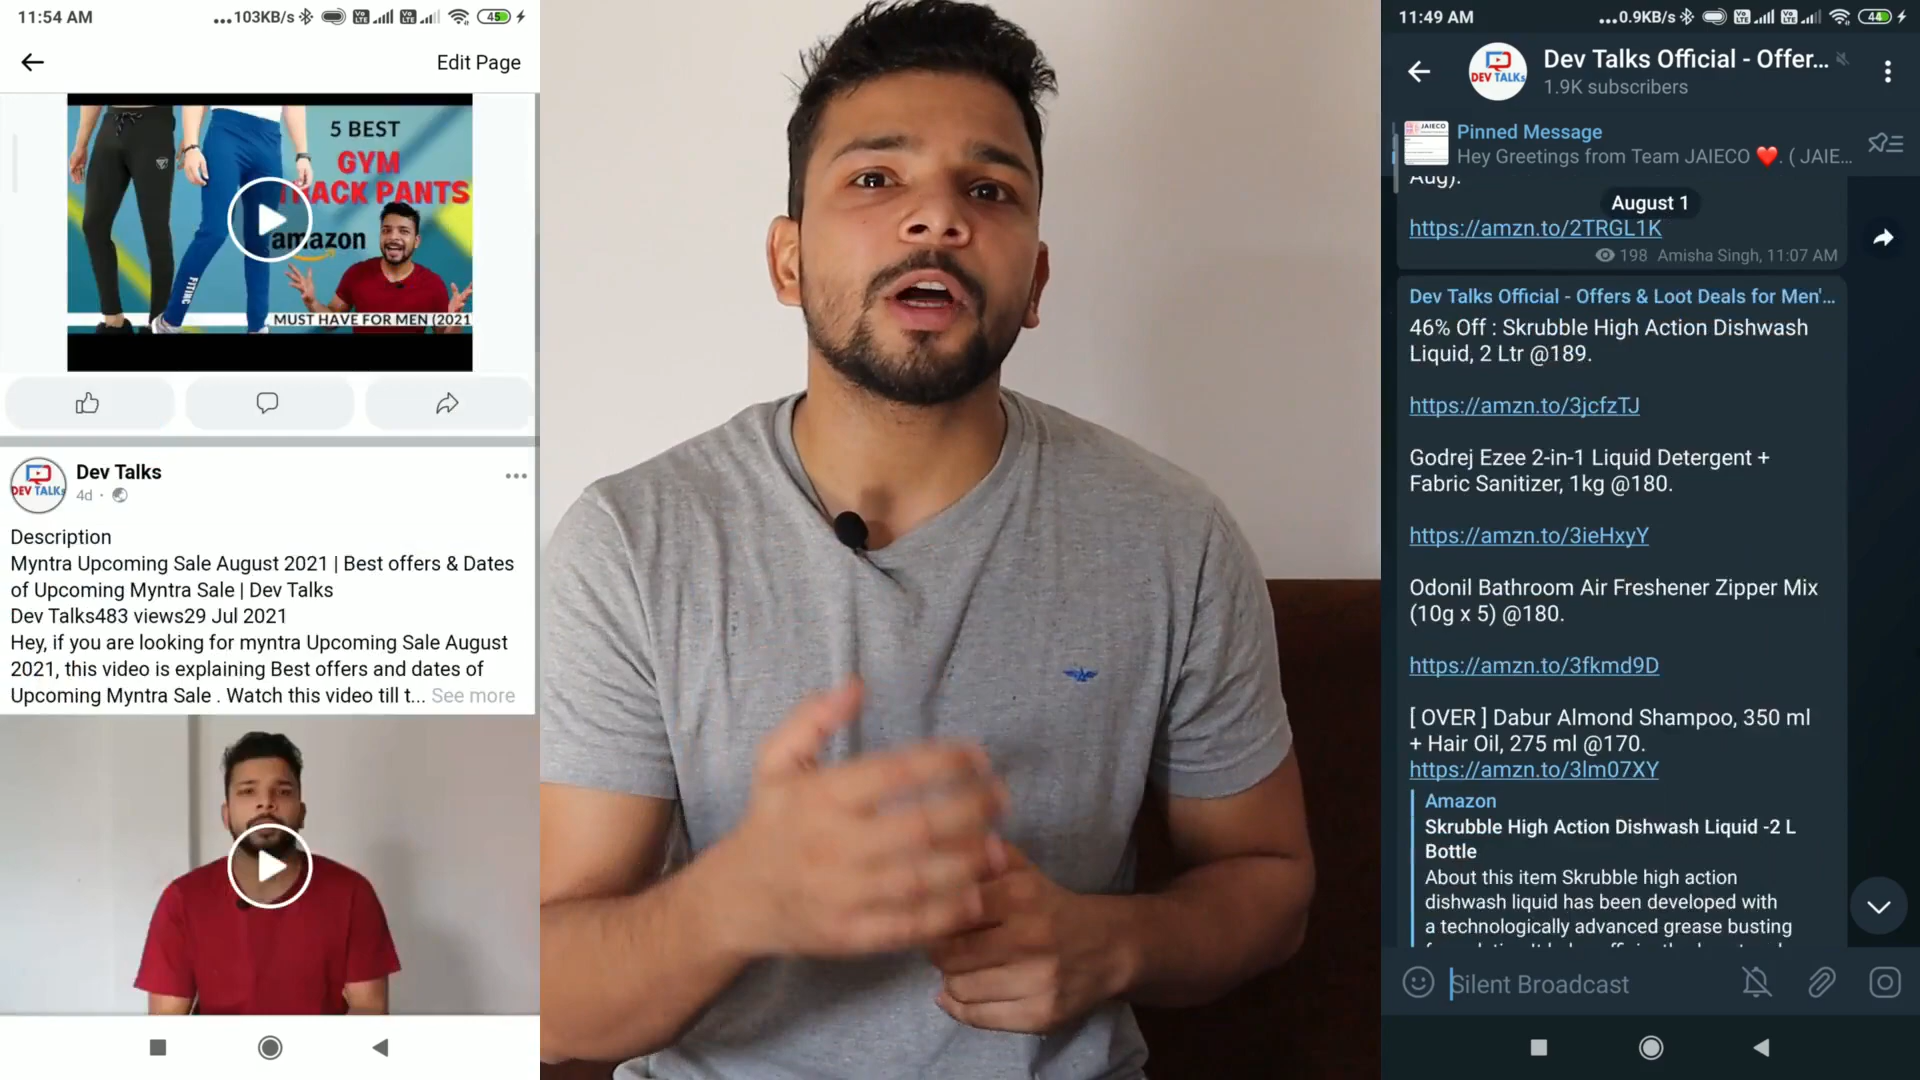 11:54 AM
...103KB/s
45
Edit Page
5 BEST
GYM
TRACK PANTS
amazon
FITINC
MUST HAVE FOR MEN (2021
DEV TALKs
Dev Talks
4d
Description
Myntra Upcoming Sale August 2021 | Best offers & Dates
of Upcoming Myntra Sale | Dev Talks
Dev Talks483 views29 Jul 2021
Hey, if you are looking for myntra Upcoming Sale August
2021, this video is explaining Best offers and dates of
Upcoming Myntra Sale . Watch this video till t... See more
11:49 AM
...0.9KB/s
44
DEV TALKs
Dev Talks Official - Offer...
1.9K subscribers
JAIECO
Pinned Message
Hey Greetings from Team JAIECO ❤️. ( JAIE...
Aug).
August 1
https://amzn.to/2TRGL1K
198 Amisha Singh, 11:07 AM
Dev Talks Official - Offers & Loot Deals for Men'...
46% Off : Skrubble High Action Dishwash
Liquid, 2 Ltr @189.
https://amzn.to/3jcfzTJ
Godrej Ezee 2-in-1 Liquid Detergent +
Fabric Sanitizer, 1kg @180.
https://amzn.to/3ieHxyY
Odonil Bathroom Air Freshener Zipper Mix
(10g x 5) @180.
https://amzn.to/3fkmd9D
[ OVER ] Dabur Almond Shampoo, 350 ml
+ Hair Oil, 275 ml @170.
https://amzn.to/3lm07XY
Amazon
Skrubble High Action Dishwash Liquid -2 L
Bottle
About this item Skrubble high action
dishwash liquid has been developed with
a technologically advanced grease busting
Silent Broadcast